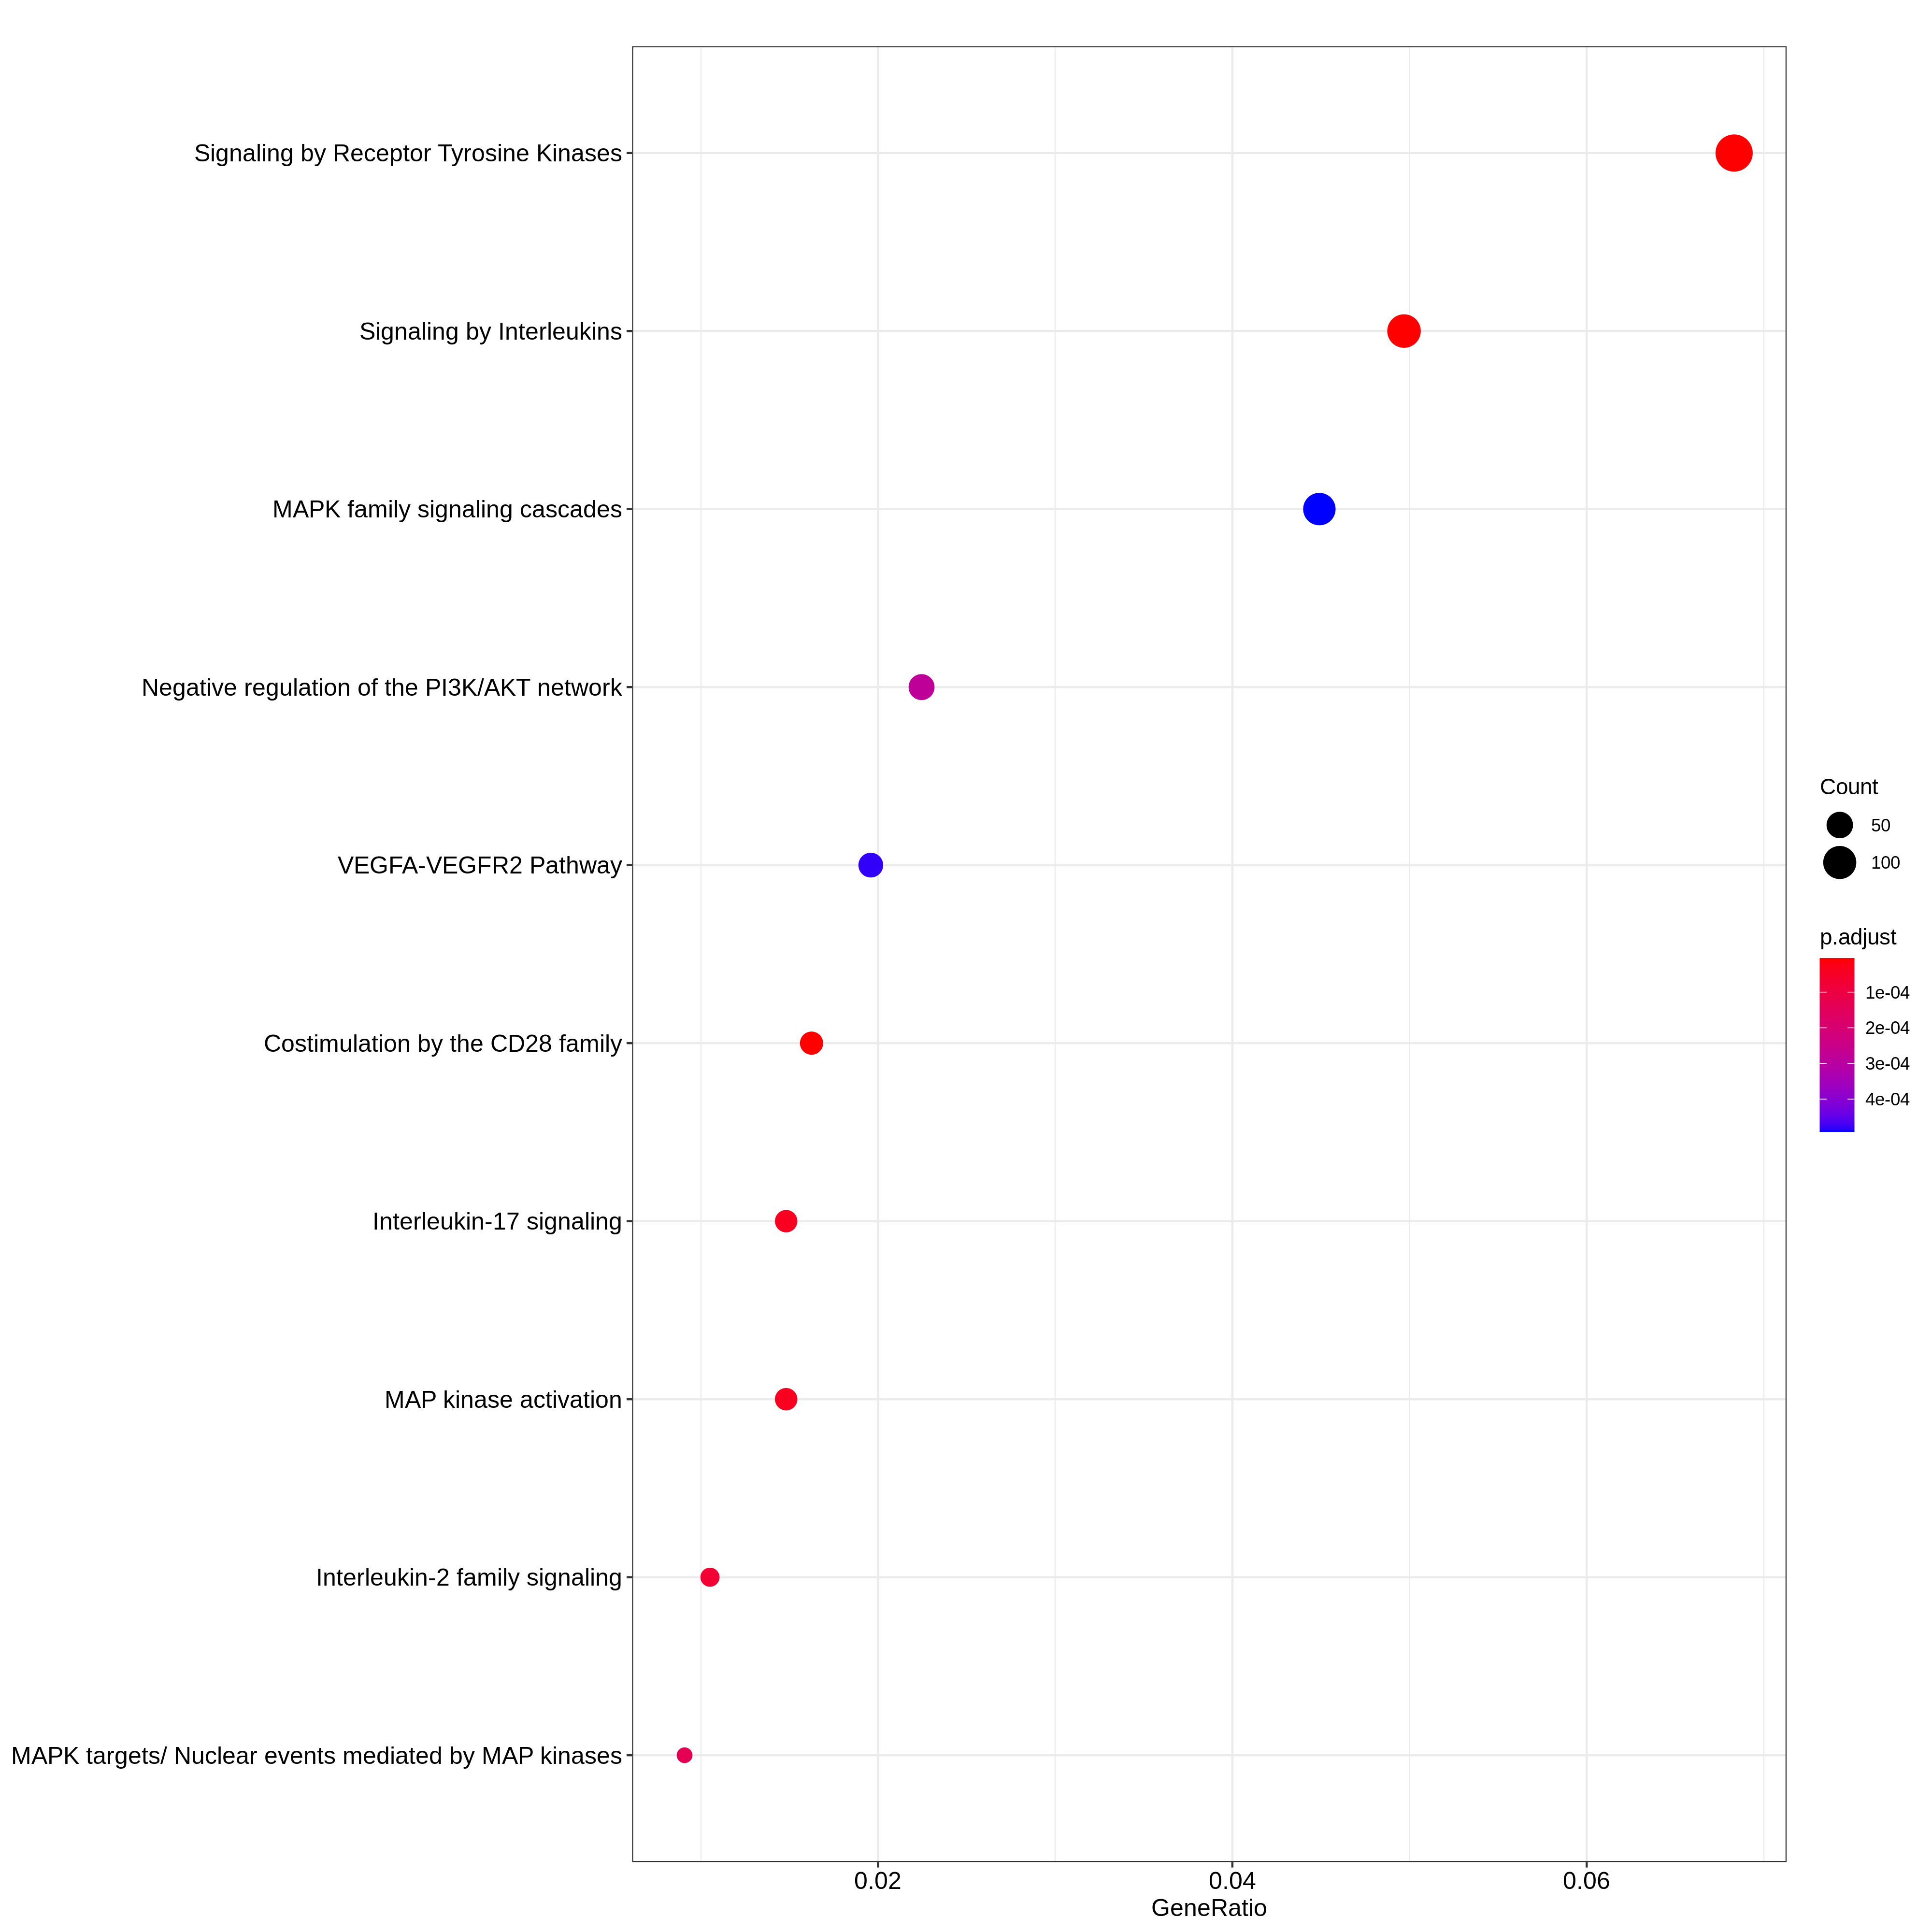 Signaling by Receptor Tyrosine Kinases
Signaling by Interleukins
MAPK family signaling cascades
Negative regulation of the PI3K/AKT network
VEGFA-VEGFR2 Pathway
Costimulation by the CD28 family
Interleukin-17 signaling
MAP kinase activation
Interleukin-2 family signaling
MAPK targets/ Nuclear events mediated by MAP kinases
0.02
0.04
0.06
GeneRatio
Count
50
100
p.adjust
1e-04
2e-04
3e-04
4e-04